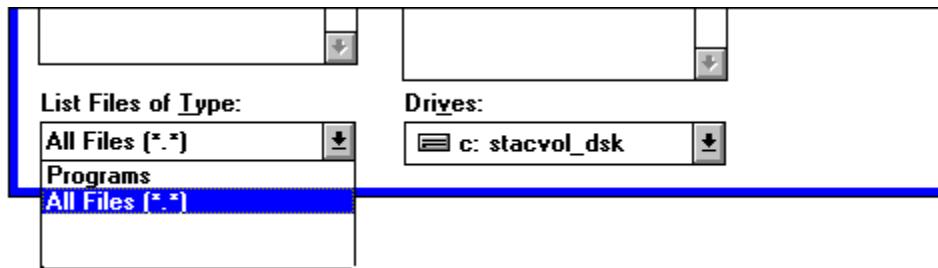 List Files of Type:
Drives:
All Files (*.*)
c: stacvol_dsk
Programs
All Files (*.*)